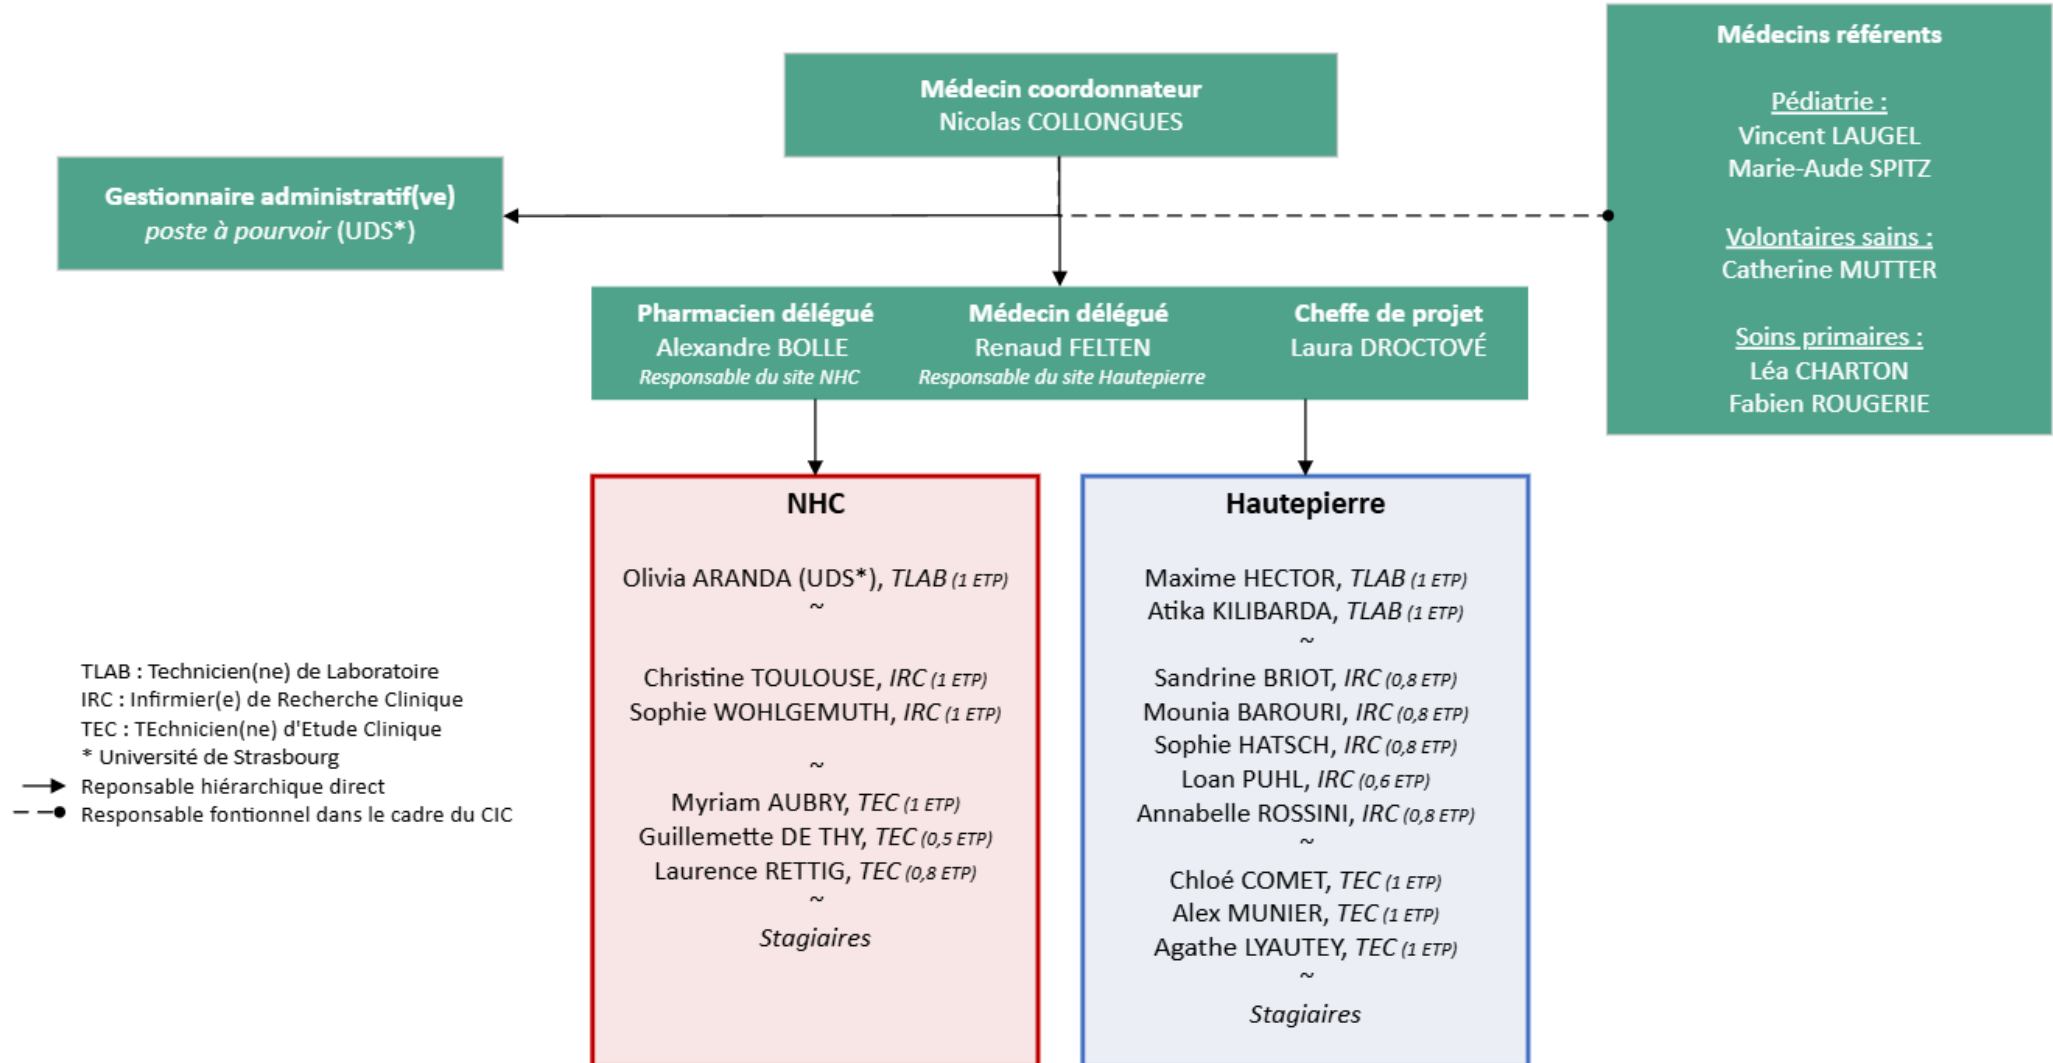 Médecin coordonnateur
Nicolas COLLONGUES
Gestionnaire administratif(ve)
poste à pourvoir (UDS*)
Médecins référents
Pédiatrie :
Vincent LAUGEL
Marie-Aude SPITZ
Volontaires sains :
Catherine MUTTER
Soins primaires :
Léa CHARTON
Fabien ROUGERIE
Pharmacien délégué
Alexandre BOLLE
Responsable du site NHC
Médecin délégué
Renaud FELTEN
Responsable du site Hautepierre
Cheffe de projet
Laura DROCTOVÉ
NHC
Olivia ARANDA (UDS*), TLAB (1 ETP)
~
Christine TOULOUSE, IRC (1 ETP)
Sophie WOHLGEMUTH, IRC (1 ETP)
~
Myriam AUBRY, TEC (1 ETP)
Guillemette DE THY, TEC (0,5 ETP)
Laurence RETTIG, TEC (0,8 ETP)
~
Stagiaires
Hautepierre
Maxime HECTOR, TLAB (1 ETP)
Atika KILIBARDA, TLAB (1 ETP)
~
Sandrine BRIOT, IRC (0,8 ETP)
Mounia BAROURI, IRC (0,8 ETP)
Sophie HATSCH, IRC (0,8 ETP)
Loan PUHL, IRC (0,6 ETP)
Annabelle ROSSINI, IRC (0,8 ETP)
~
Chloé COMET, TEC (1 ETP)
Alex MUNIER, TEC (1 ETP)
Agathe LYAUTEY, TEC (1 ETP)
~
Stagiaires
TLAB : Technicien(ne) de Laboratoire
IRC : Infirmier(e) de Recherche Clinique
TEC : TEchnicien(ne) d'Etude Clinique
* Université de Strasbourg
Reponsable hiérarchique direct
Responsable fontionnel dans le cadre du CIC